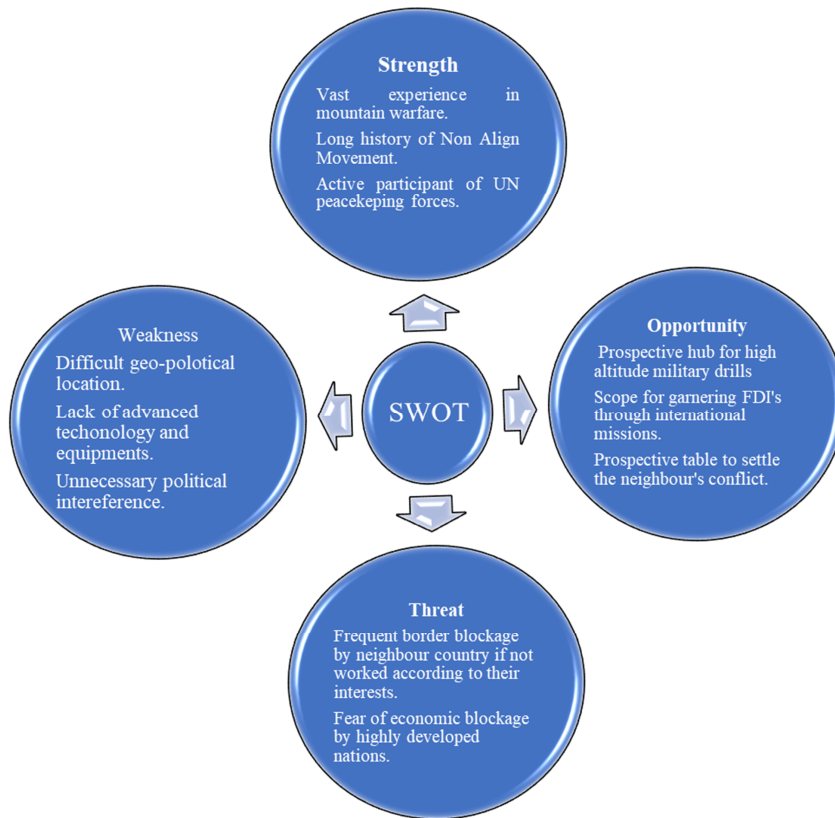 Strength
Vast experience in
mountain warfare.
Long history of Non Align
Movement.
Active participant of UN
peacekeping forces.
Weakness
Difficult geo-polotical
location.
Lack of advanced
techonology and
equipments.
Unnecessary political
intereference.
SWOT
Opportunity
Prospective hub for high
altitude military drills
Scope for garnering FDI's
through international
missions.
Prospective table to settle
the neighbour's conflict.
Threat
Frequent border blockage
by neighbour country if not
worked according to their
interests.
Fear of economic blockage
by highly developed
nations.